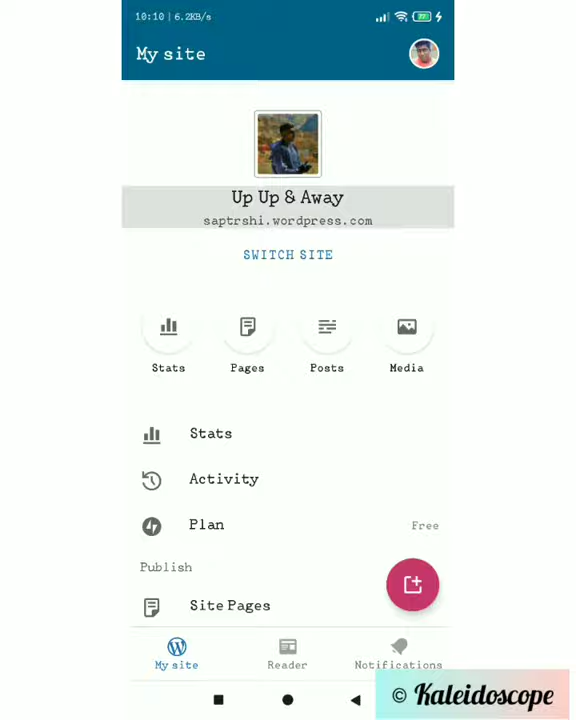 10:10 | 6.2KB/s
77
My site
Up Up & Away
saptrshi.wordpress.com
SWITCH SITE
Stats Pages Posts Media
Stats
Activity
Plan Free
Publish
Site Pages
My site Reader Notifications
© Kaleidoscope